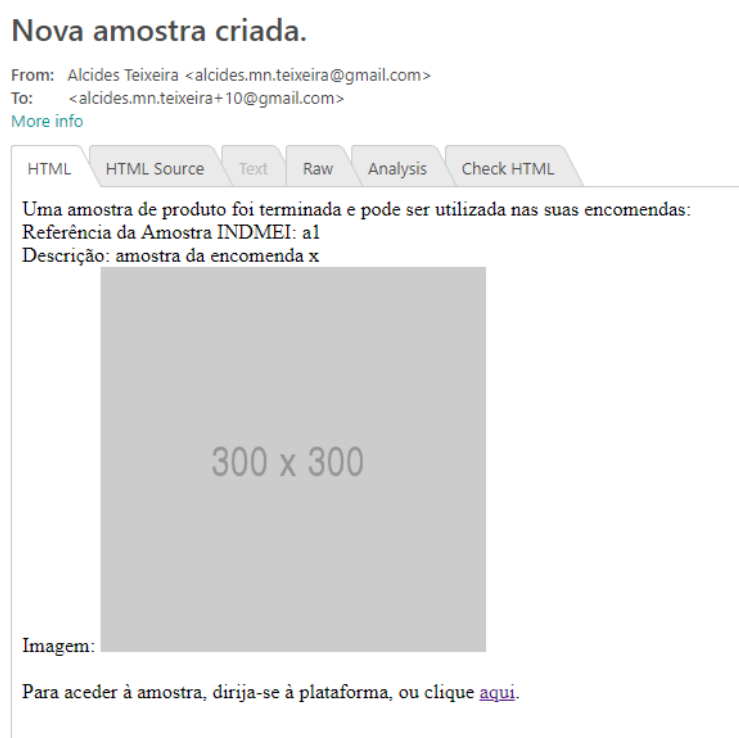 Nova amostra criada.
From: Alcides Teixeira <alcides.mn.teixeira@gmail.com>
To: <alcides.mn.teixeira+10@gmail.com>
More info
HTML HTML Source Text Raw Analysis Check HTML
Uma amostra de produto foi terminada e pode ser utilizada nas suas encomendas:
Referência da Amostra INDMEI: a1
Descrição: amostra da encomenda x
300 x 300
Imagem:
Para aceder à amostra, dirija-se à plataforma, ou clique aqui.